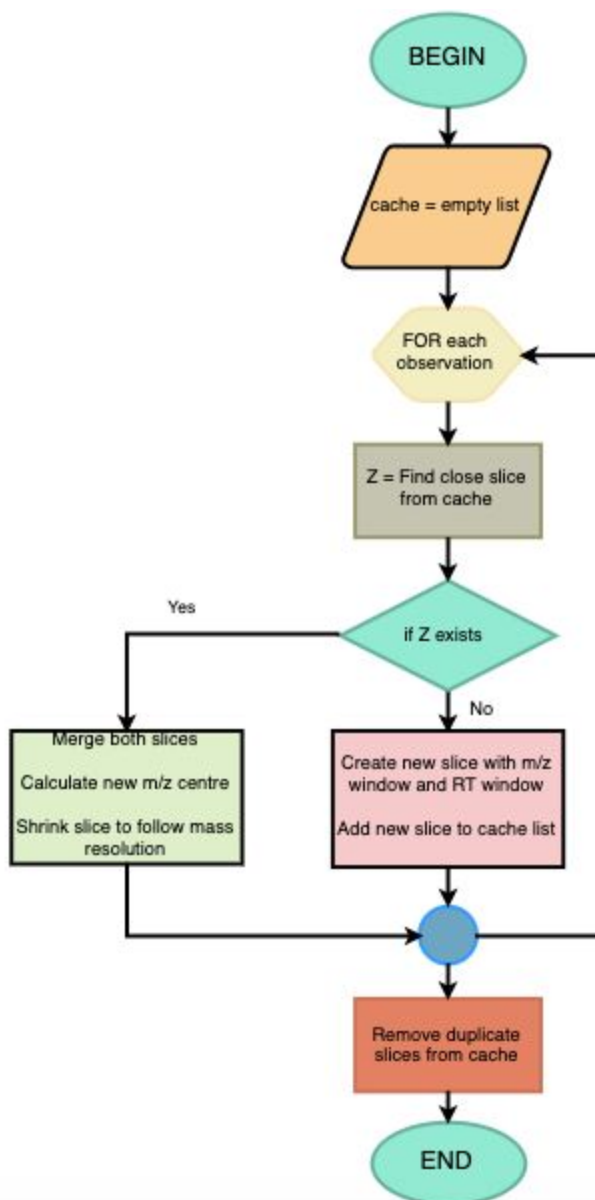 BEGIN
cache = empty list
FOR each
observation
Z = Find close slice
from cache
if Z exists
Yes
No
Merge both slices
Calculate new m/z centre
Shrink slice to follow mass
resolution
Create new slice with m/z
window and RT window
Add new slice to cache list
Remove duplicate
slices from cache
END